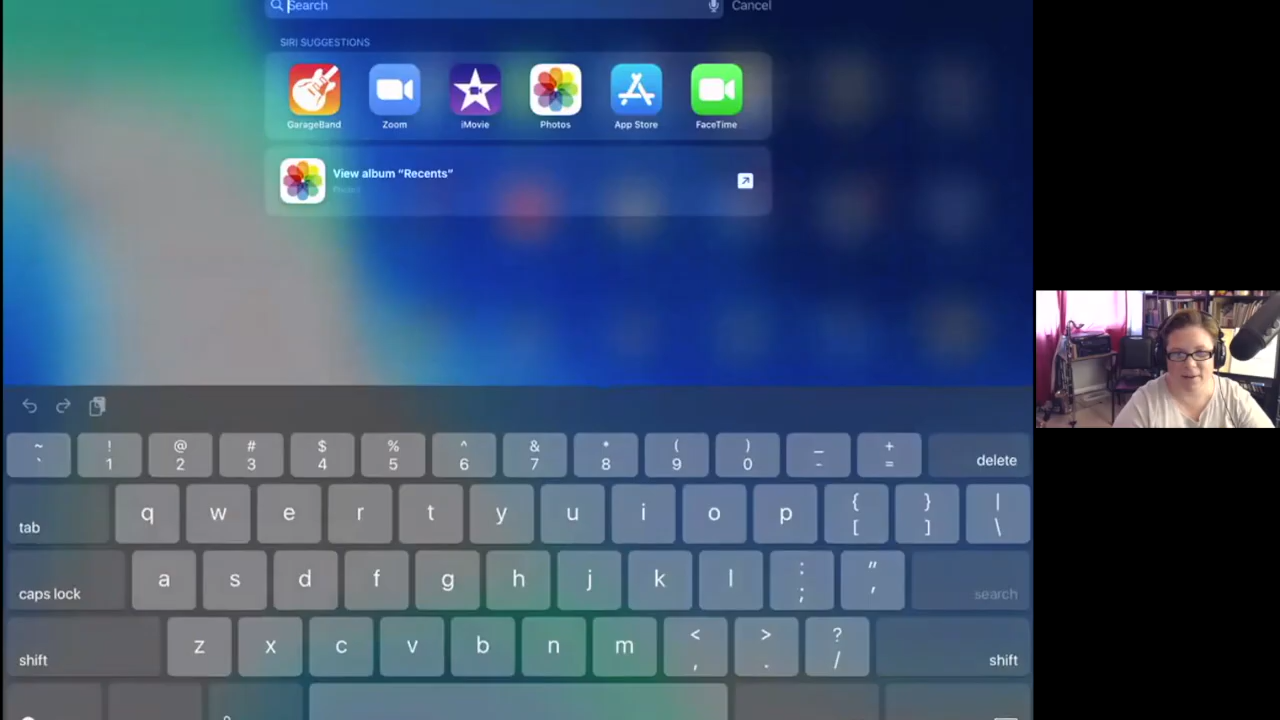 Search Cancel
SIRI SUGGESTIONS
GarageBand Zoom iMovie Photos App Store FaceTime
View album “Recents”
Photos
~ ! @ # $ % ^ & * ( ) _ +
` 1 2 3 4 5 6 7 8 9 0 - = delete
tab q w e r t y u i o p { [ } ] | \
caps lock a s d f g h j k l : ; " ' search
shift z x c v b n m < , > . ? / shift